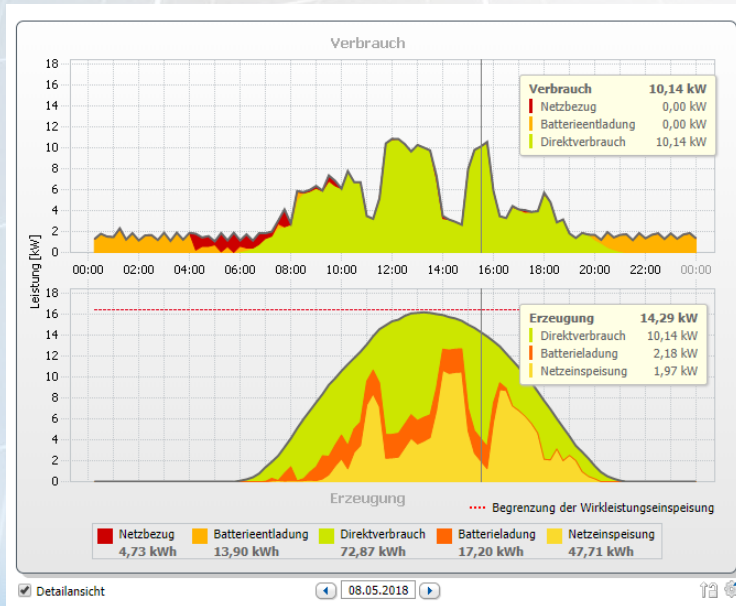 Verbrauch
18
16
14
12
10
8
6
4
2
0
Verbrauch 10,14 kW
Netzbezug 0,00 kW
Batterieentladung 0,00 kW
Direktverbrauch 10,14 kW
00:00 02:00 04:00 06:00 08:00 10:00 12:00 14:00 16:00 18:00 20:00 22:00 00:00
Leistung [kW]
18
16
14
12
10
8
6
4
2
0
Erzeugung 14,29 kW
Direktverbrauch 10,14 kW
Batterieladung 2,18 kW
Netzeinspeisung 1,97 kW
Erzeugung
Begrenzung der Wirkleistungseinspeisung
Netzbezug Batterieentladung Direktverbrauch Batterieladung Netzeinspeisung
4,73 kWh 13,90 kWh 72,87 kWh 17,20 kWh 47,71 kWh
Detailansicht 08.05.2018